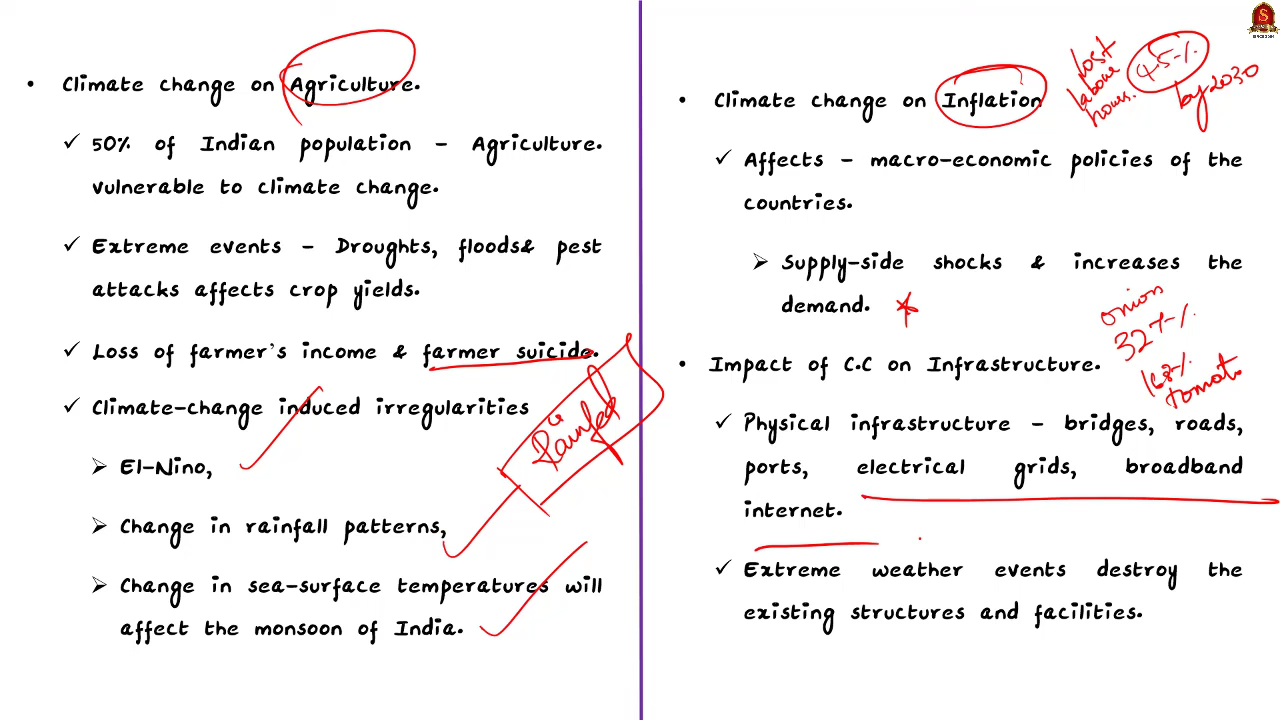 • Climate change on Agriculture.
✓ 50% of Indian population - Agriculture.
vulnerable to climate change.
✓ Extreme events - Droughts, floods& pest
attacks affects crop yields.
✓ Loss of farmer's income & farmer suicide.
✓ Climate-change induced irregularities
➢ El-Nino,
➢ Change in rainfall patterns,
Rainfed
➢ Change in sea-surface temperatures will
affect the monsoon of India.
• Climate change on Inflation
lost
labour
hours.
4.5%
by 2030
✓ Affects - macro-economic policies of the
countries.
➢ Supply-side shocks & increases the
demand.
onion
327%
168%
tomato
• Impact of C.C on Infrastructure.
✓ Physical infrastructure - bridges, roads,
ports, electrical grids, broadband
internet.
✓ Extreme weather events destroy the
existing structures and facilities.